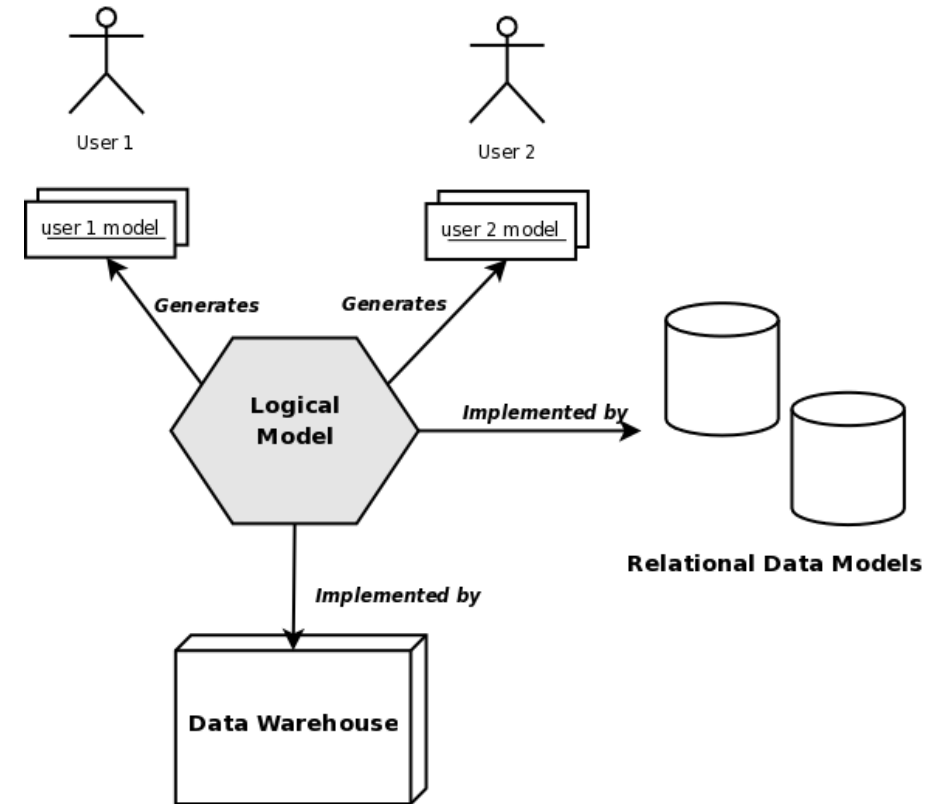 User 1
User 2
user 1 model
user 2 model
Generates
Generates
Logical
Model
Implemented by
Relational Data Models
Implemented by
Data Warehouse